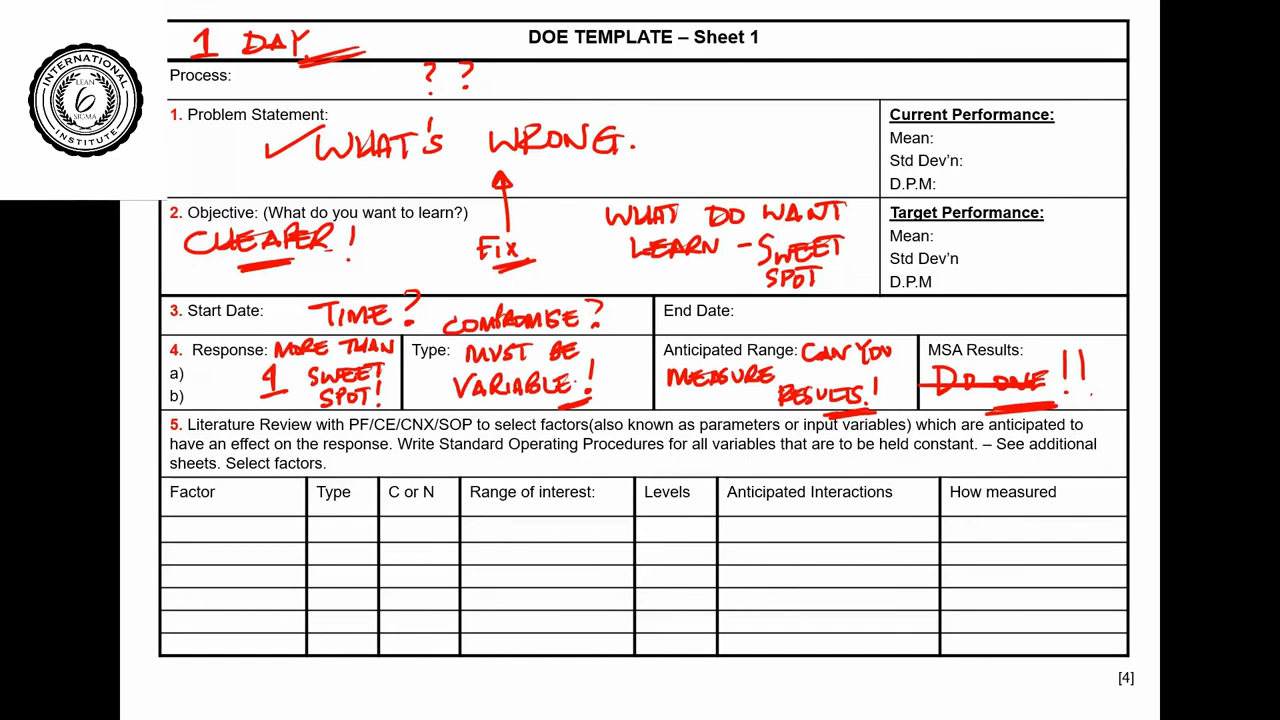 INTERNATIONAL
LEAN
6
SIGMA
INSTITUTE
1 DAY
DOE TEMPLATE – Sheet 1
Process:
? ?
1. Problem Statement:
✓ WHAT'S WRONG.
Current Performance:
Mean:
Std Dev'n:
D.P.M:
2. Objective: (What do you want to learn?)
CHEAPER!
FIX
WHAT DO WANT
LEARN - SWEET
SPOT
Target Performance:
Mean:
Std Dev'n
D.P.M
3. Start Date: TIME? COMPROMISE?
End Date:
4. Response: MORE THAN
a) 1 SWEET
b) SPOT!
Type: MUST BE
VARIABLE!
Anticipated Range: CAN YOU
MEASURE
RESULTS!
MSA Results:
DO ONE!!
5. Literature Review with PF/CE/CNX/SOP to select factors(also known as parameters or input variables) which are anticipated to
have an effect on the response. Write Standard Operating Procedures for all variables that are to be held constant. – See additional
sheets. Select factors.
Factor Type C or N Range of interest: Levels Anticipated Interactions How measured
[4]